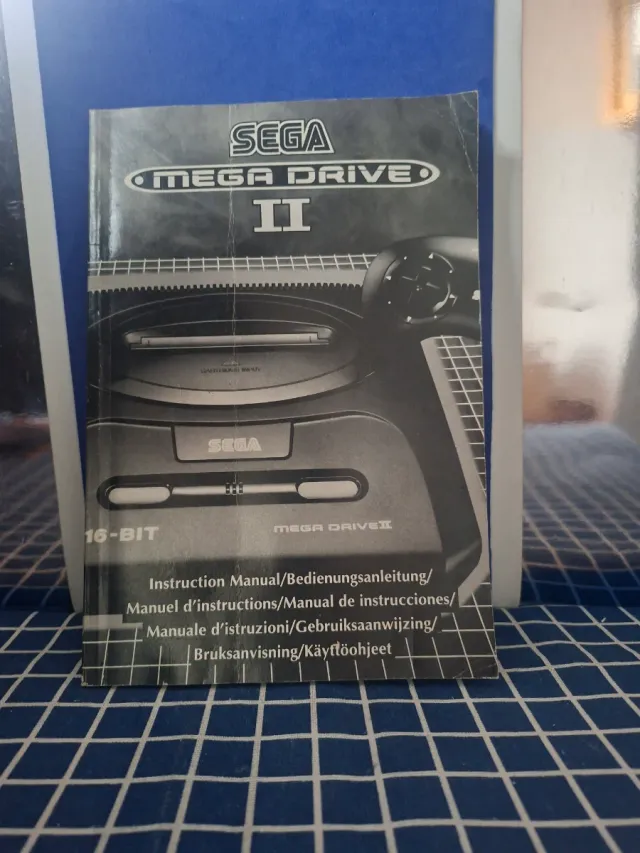 SEGA
MEGA DRIVE
II
SEGA
16-BIT
MEGA DRIVE II
Instruction Manual/Bedienungsanleitung/
Manuel d'instructions/Manual de instrucciones/
Manuale d'istruzioni/Gebruiksaanwijzing/
Bruksanvisning/Käyttöohjeet